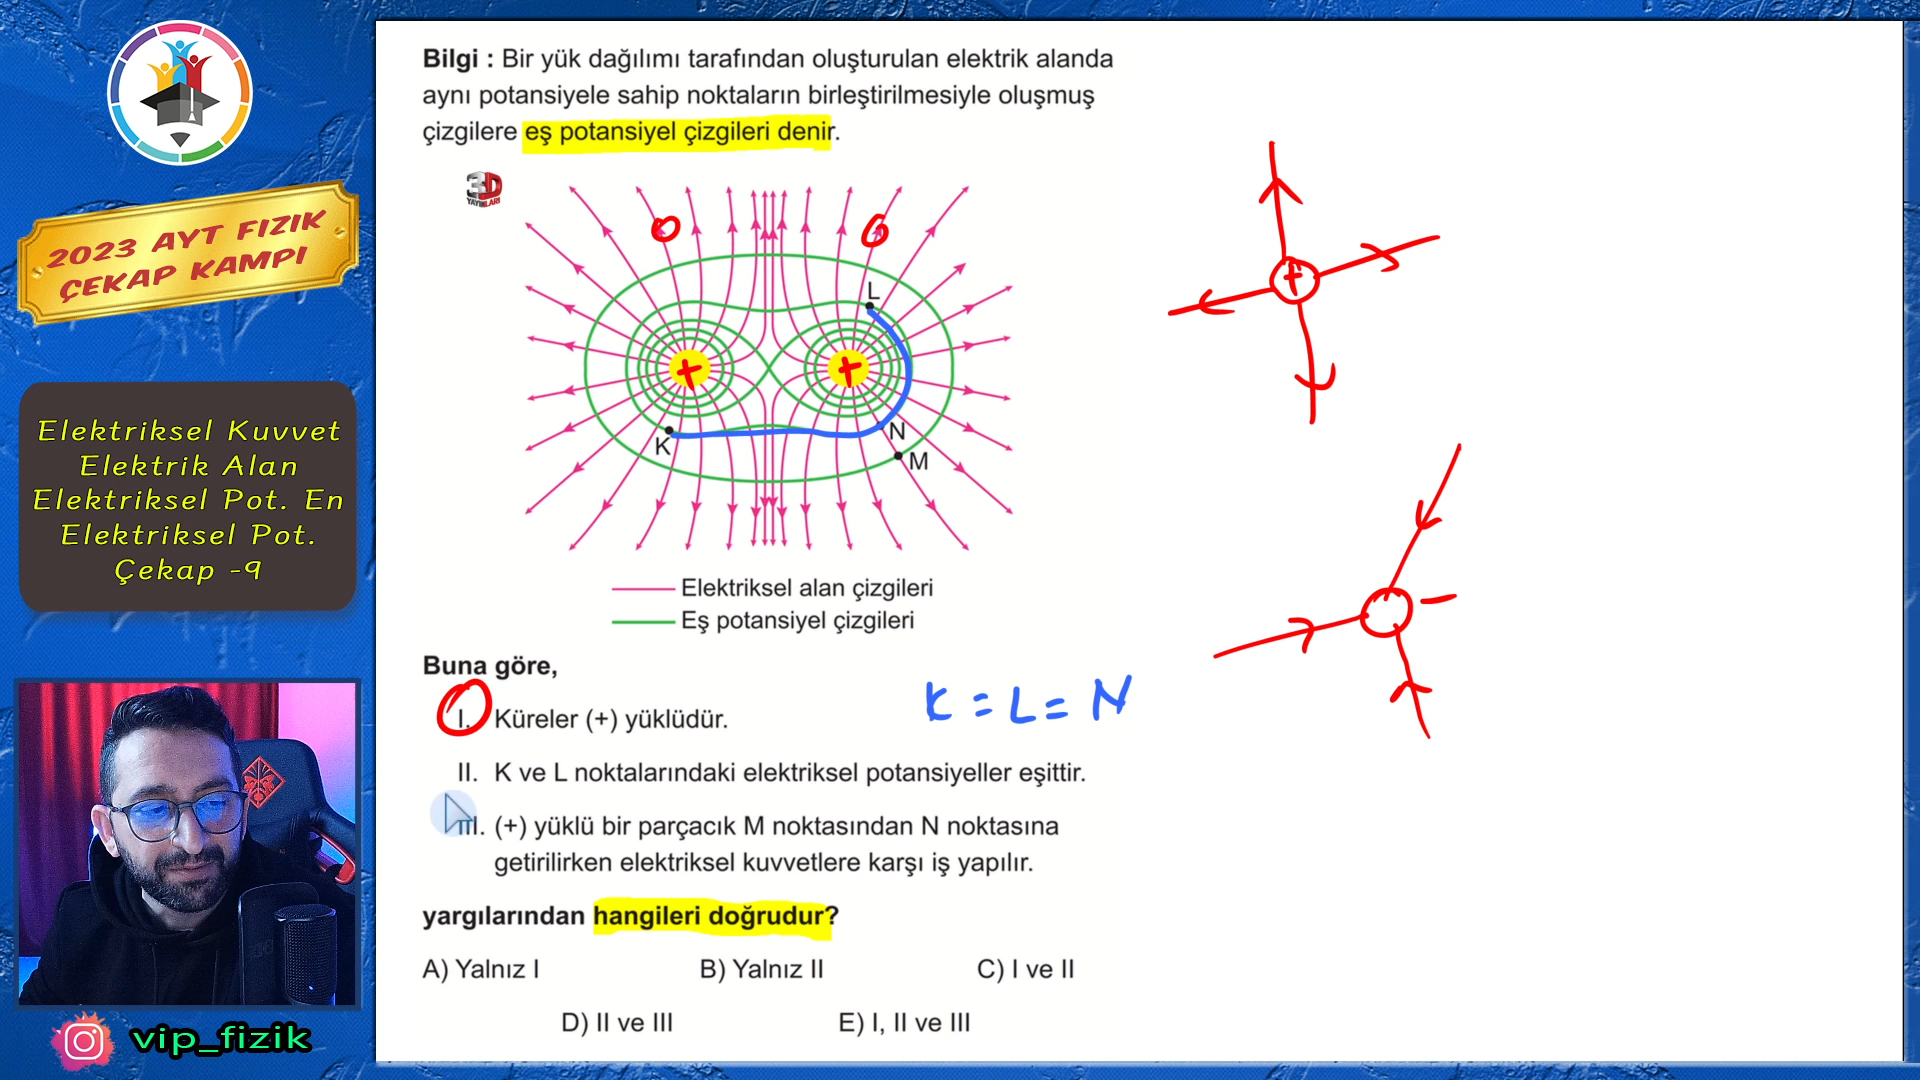 2023 AYT FIZIK
ÇEKAP KAMPI
Elektriksel Kuvvet
Elektrik Alan
Elektriksel Pot. En
Elektriksel Pot.
Çekap -9
vip_fizik
Bilgi : Bir yük dağılımı tarafından oluşturulan elektrik alanda
aynı potansiyele sahip noktaların birleştirilmesiyle oluşmuş
çizgilere eş potansiyel çizgileri denir.
3D
YAYINLARI
L
+ +
K
N
M
Elektriksel alan çizgileri
Eş potansiyel çizgileri
Buna göre,
I. Küreler (+) yüklüdür.
K = L = N
II. K ve L noktalarındaki elektriksel potansiyeller eşittir.
III. (+) yüklü bir parçacık M noktasından N noktasına
getirilirken elektriksel kuvvetlere karşı iş yapılır.
yargılarından hangileri doğrudur?
A) Yalnız I B) Yalnız II C) I ve II
D) II ve III E) I, II ve III
+
-